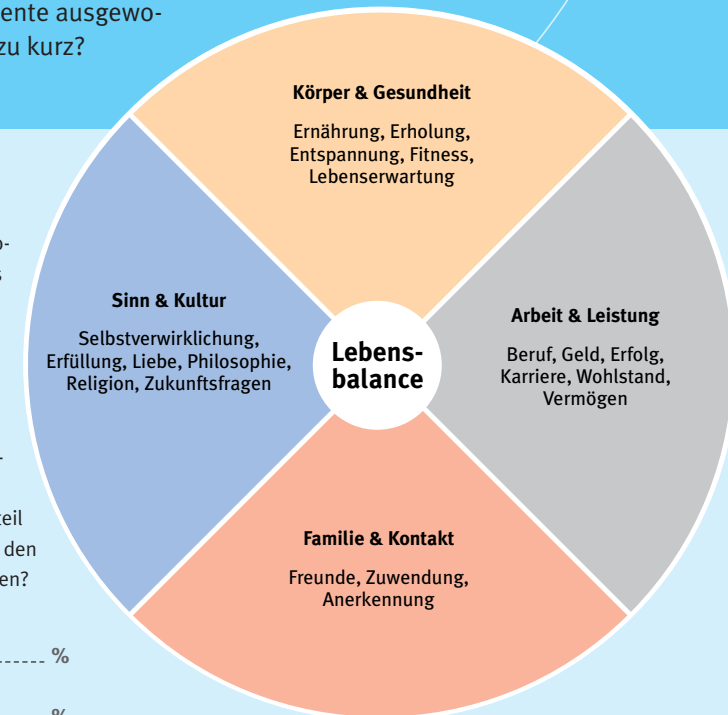 ente ausgewo-
zu kurz?
Körper & Gesundheit
Ernährung, Erholung,
Entspannung, Fitness,
Lebenserwartung
Sinn & Kultur
Selbstverwirklichung,
Erfüllung, Liebe, Philosophie,
Religion, Zukunftsfragen
Lebens-
balance
Arbeit & Leistung
Beruf, Geld, Erfolg,
Karriere, Wohlstand,
Vermögen
Familie & Kontakt
Freunde, Zuwendung,
Anerkennung
teil
den
en?
%